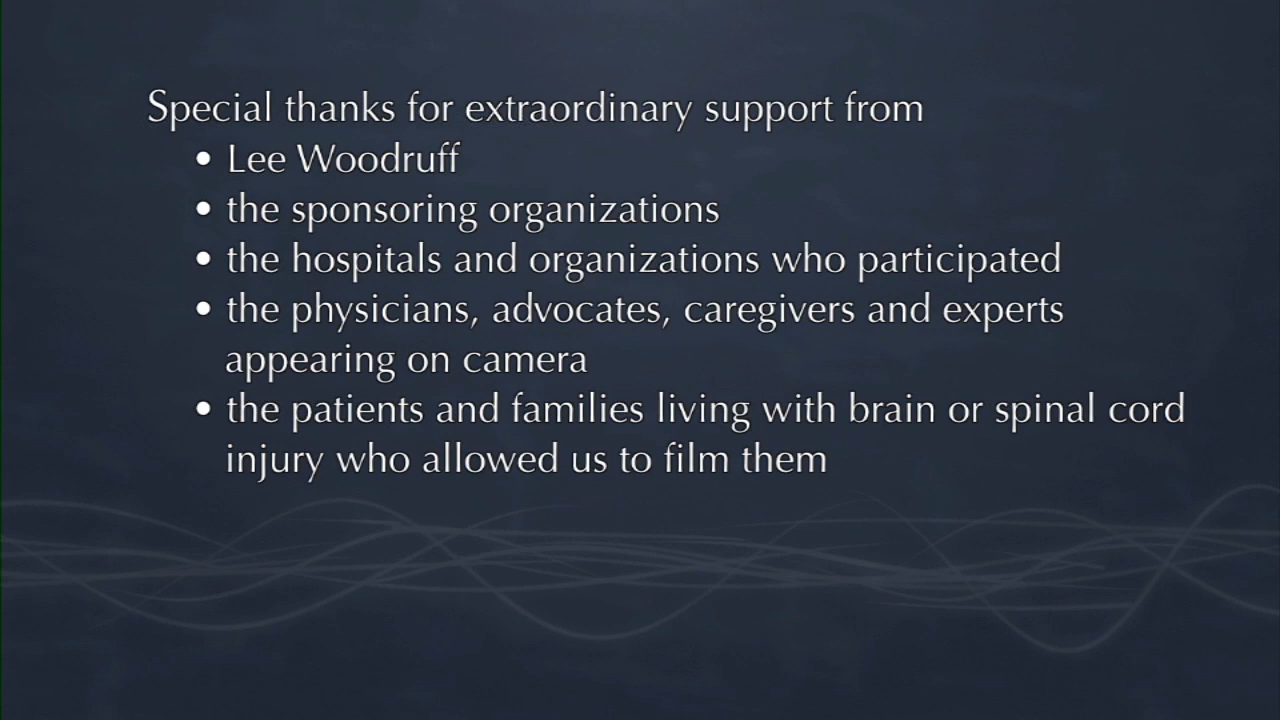 Special thanks for extraordinary support from
• Lee Woodruff
• the sponsoring organizations
• the hospitals and organizations who participated
• the physicians, advocates, caregivers and experts
appearing on camera
• the patients and families living with brain or spinal cord
injury who allowed us to film them